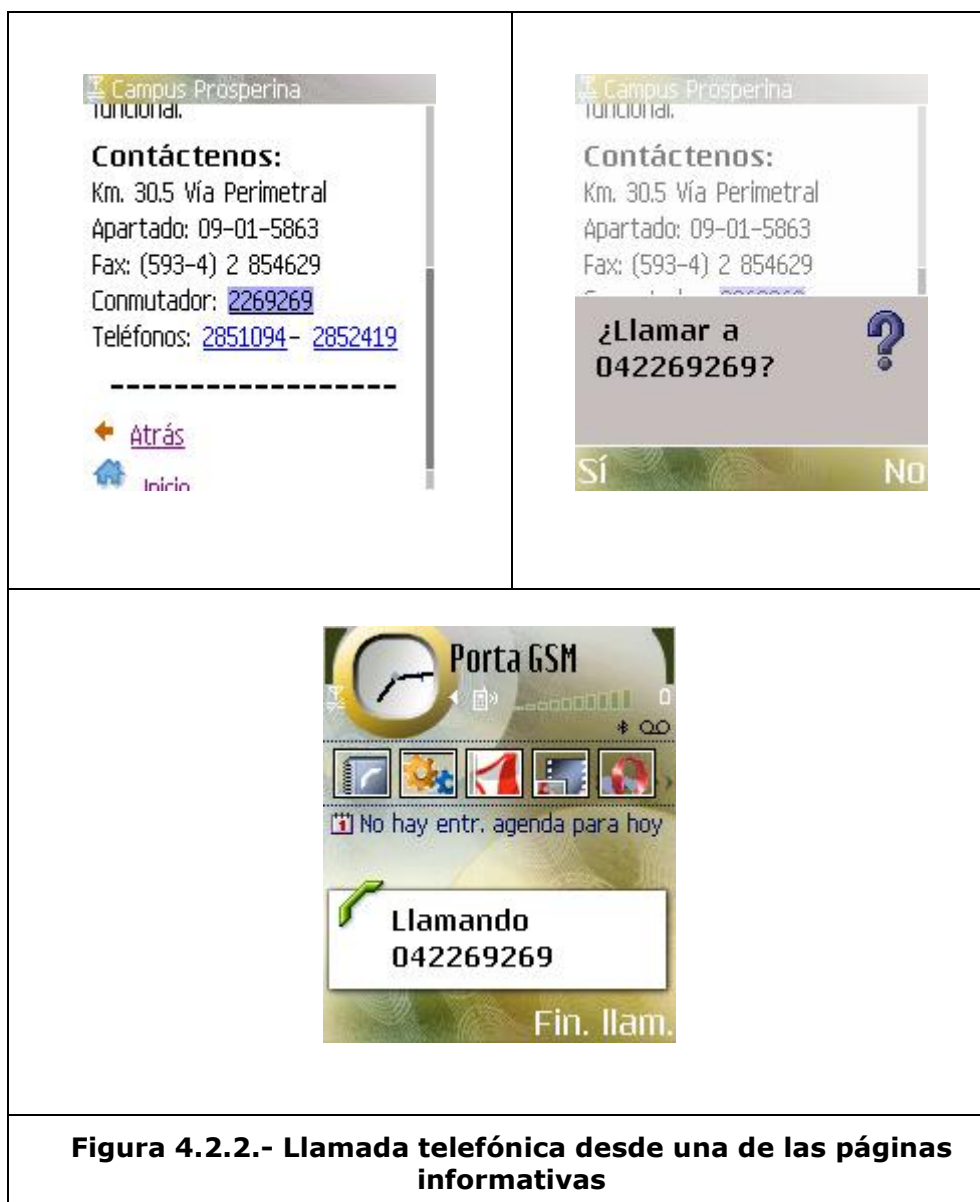 Campus Prosperina
funcional.
Contáctenos:
Km. 30.5 Vía Perimetral
Apartado: 09-01-5863
Fax: (593-4) 2 854629
Conmutador: 2269269
Teléfonos: 2851094- 2852419
Atrás
Inicio
Campus Prosperina
funcional.
Contáctenos:
Km. 30.5 Vía Perimetral
Apartado: 09-01-5863
Fax: (593-4) 2 854629
¿Llamar a
042269269?
Sí No
Porta GSM
No hay entr. agenda para hoy
Llamando
042269269
Fin. llam.
Figura 4.2.2.- Llamada telefónica desde una de las páginas
informativas